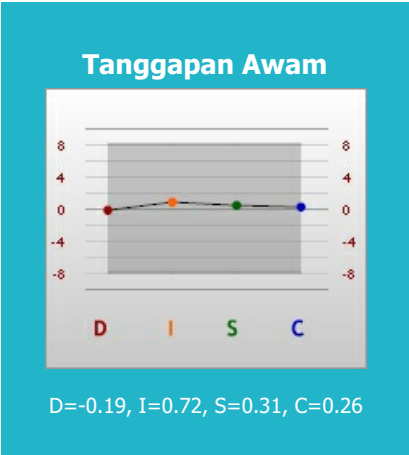 Tanggapan Awam
8 8
4 4
0 0
-4 -4
-8 -8
D I S C
D=-0.19, I=0.72, S=0.31, C=0.26